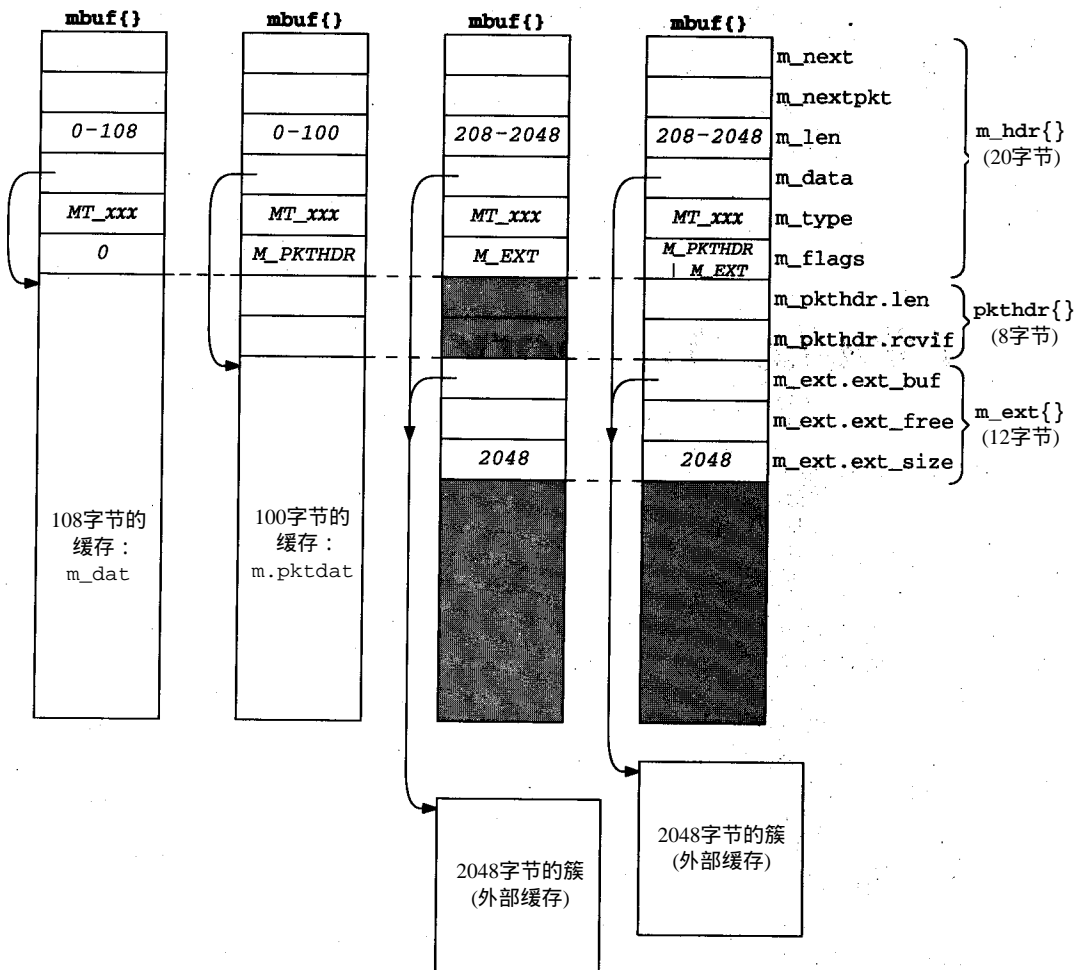 mbuf{} mbuf{} mbuf{} mbuf{}
m_next
m_nextpkt
0-108 0-100 208-2048 208-2048 m_len
m_hdr{}
(20字节)
m_data
MT_xxx MT_xxx MT_xxx MT_xxx m_type
0 M_PKTHDR M_EXT M_PKTHDR
| M_EXT
m_flags
m_pkthdr.len
pkthdr{}
(8字节)
m_pkthdr.rcvif
m_ext.ext_buf
m_ext.ext_free
m_ext{}
(12字节)
2048 2048 m_ext.ext_size
108字节的
缓存：
m_dat
100字节的
缓存：
m.pktdat
2048字节的簇
(外部缓存)
2048字节的簇
(外部缓存)